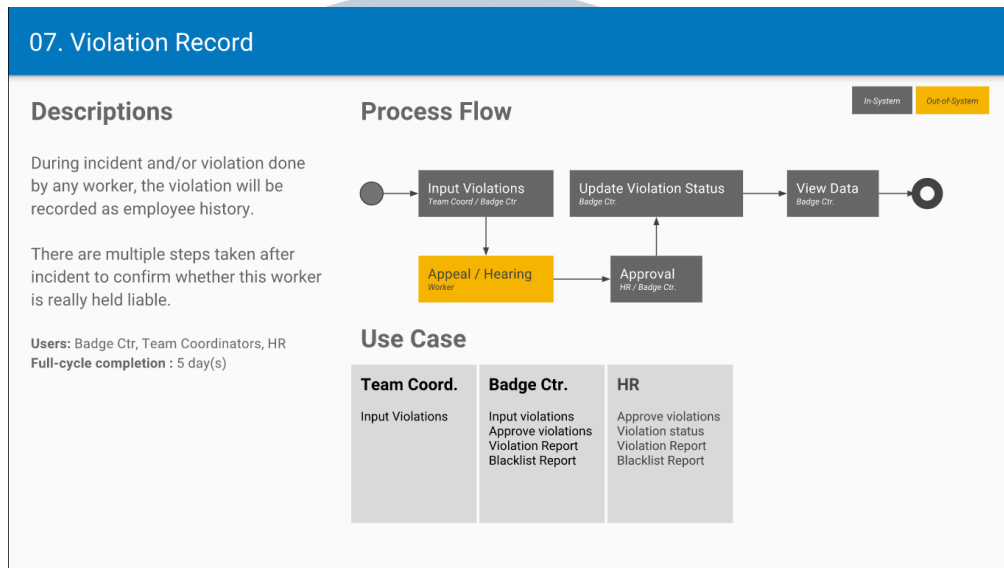 07. Violation Record
Descriptions
During incident and/or violation done
by any worker, the violation will be
recorded as employee history.
There are multiple steps taken after
incident to confirm whether this worker
is really held liable.
Users: Badge Ctr, Team Coordinators, HR
Full-cycle completion : 5 day(s)
Process Flow
In-System
Out-of-System
Input Violations
Team Coord / Badge Ctr
Update Violation Status
Badge Ctr.
View Data
Badge Ctr.
Appeal / Hearing
Worker
Approval
HR / Badge Ctr.
Use Case
Team Coord.
Input Violations
Badge Ctr.
Input violations
Approve violations
Violation Report
Blacklist Report
HR
Approve violations
Violation status
Violation Report
Blacklist Report